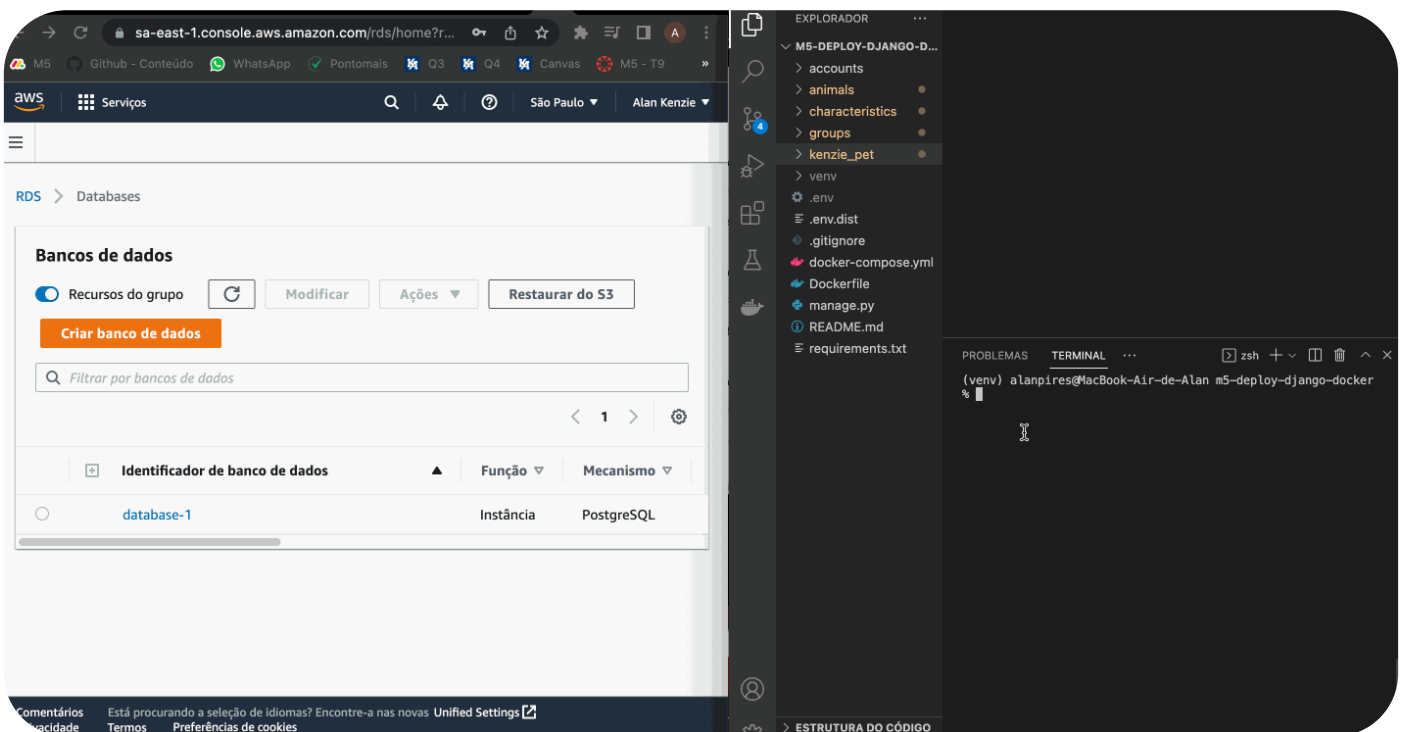 sa-east-1.console.aws.amazon.com/rds/home?r...
A
M5 Github - Conteúdo WhatsApp Pontomais Q3 Q4 Canvas M5 - T9 »
aws Serviços São Paulo ▼ Alan Kenzie ▼
RDS > Databases
Bancos de dados
Recursos do grupo Modificar Ações ▼ Restaurar do S3
Criar banco de dados
Filtrar por bancos de dados
< 1 >
Identificador de banco de dados ▲ Função ▽ Mecanismo ▽
database-1 Instância PostgreSQL
Comentários Está procurando a seleção de idiomas? Encontre-a nas novas Unified Settings
Termos Preferências de cookies
EXPLORADOR ...
M5-DEPLOY-DJANGO-D...
> accounts
> animals
> characteristics
4
> groups
> kenzie_pet
> venv
.env
.env.dist
.gitignore
docker-compose.yml
Dockerfile
manage.py
README.md
requirements.txt
> ESTRUTURA DO CÓDIGO
PROBLEMAS TERMINAL ... zsh
(venv) alanpires@MacBook-Air-de-Alan m5-deploy-django-docker
%